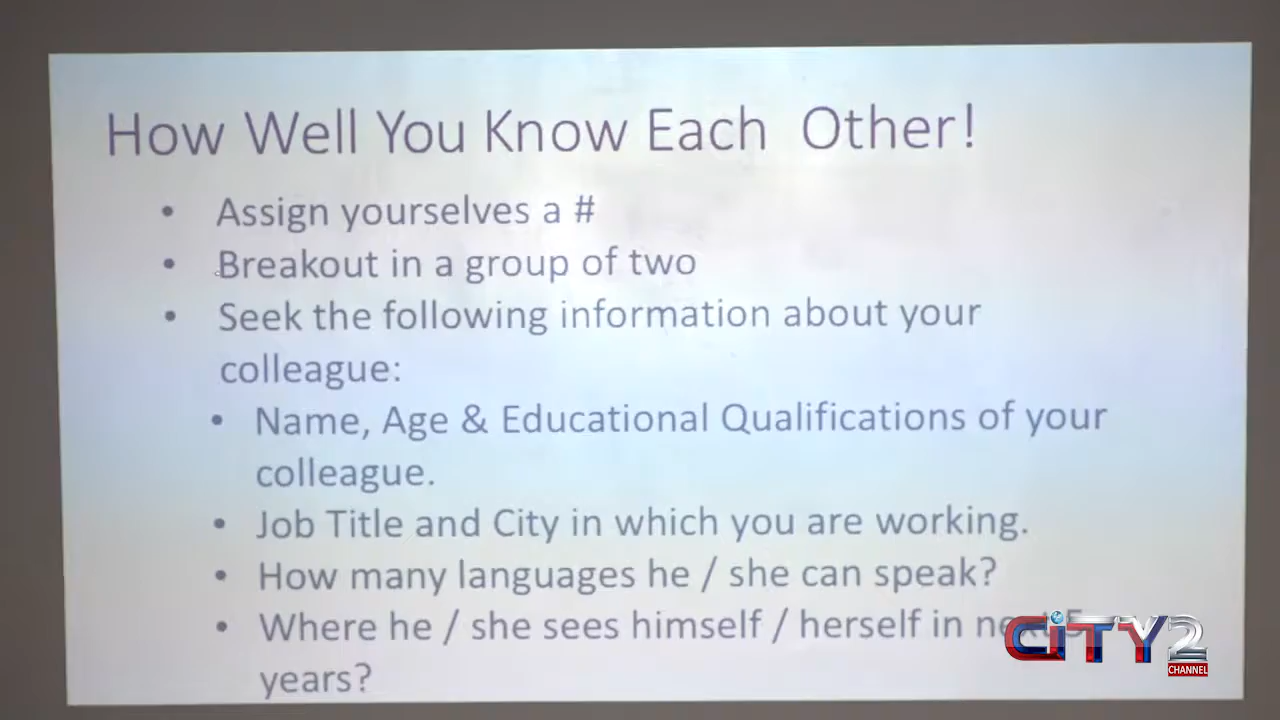 How Well You Know Each Other!
• Assign yourselves a #
• Breakout in a group of two
• Seek the following information about your
colleague:
• Name, Age & Educational Qualifications of your
colleague.
• Job Title and City in which you are working.
• How many languages he / she can speak?
• Where he / she sees himself / herself in next 5
years?
CiTY2
CHANNEL